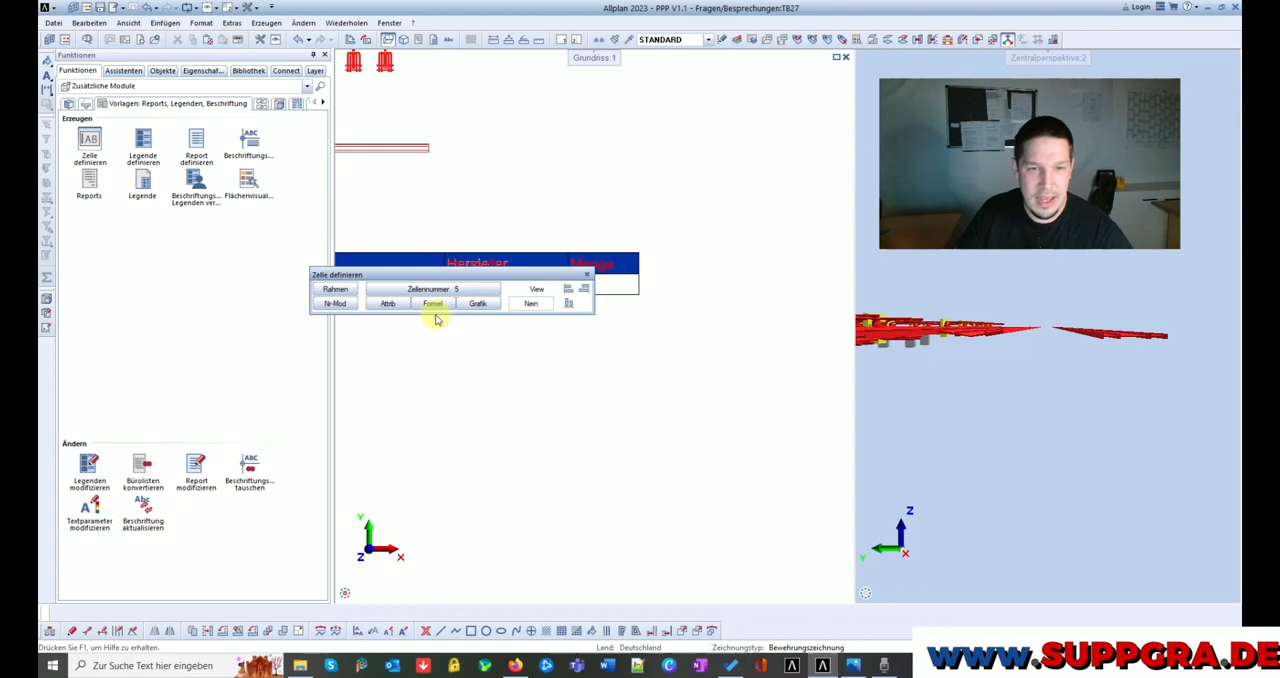 Allplan 2023 - PPP V1.1 - Fragen/Besprechungen:TB27
Login
Datei Bearbeiten Ansicht Einfügen Format Extras Erzeugen Ändern Wiederholen Fenster ?
STANDARD
Funktionen
Grundriss:1
Zentralperspektive:2
Funktionen Assistenten Objekte Eigenschaf... Bibliothek Connect Layer
Zusätzliche Module
Vorlagen: Reports, Legenden, Beschriftung
Erzeugen
Zelle definieren
Legende definieren
Report definieren
Beschriftungs...
Reports
Legende
Beschriftungs... Legenden ver...
Flächenvisual...
Hersteller Menge
Zelle definieren
Rahmen Zellennummer 5 View
Nr-Mod Attrib Formel Grafik Nein
Ändern
Legenden modifizieren
Bürolisten konvertieren
Report modifizieren
Beschriftungs... tauschen
Textparameter modifizieren
Beschriftung aktualisieren
Y
Z X
Z
Y X
Drücken Sie F1, um Hilfe zu erhalten.
Land: Deutschland
Zeichnungstyp: Bewehrungszeichnung
Zur Suche Text hier eingeben
www.SUPPGRA.DE